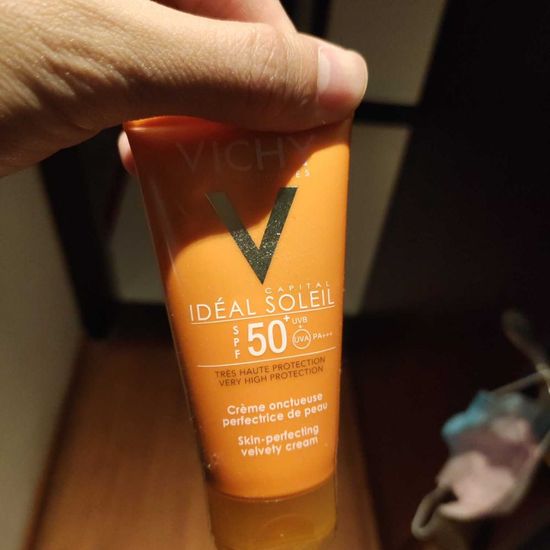 VICHY
V
CAPITAL
IDÉAL SOLEIL
SPF 50+ UVB + UVA PA+++
TRÈS HAUTE PROTECTION
VERY HIGH PROTECTION
Crème onctueuse
perfectrice de peau
Skin-perfecting
velvety cream